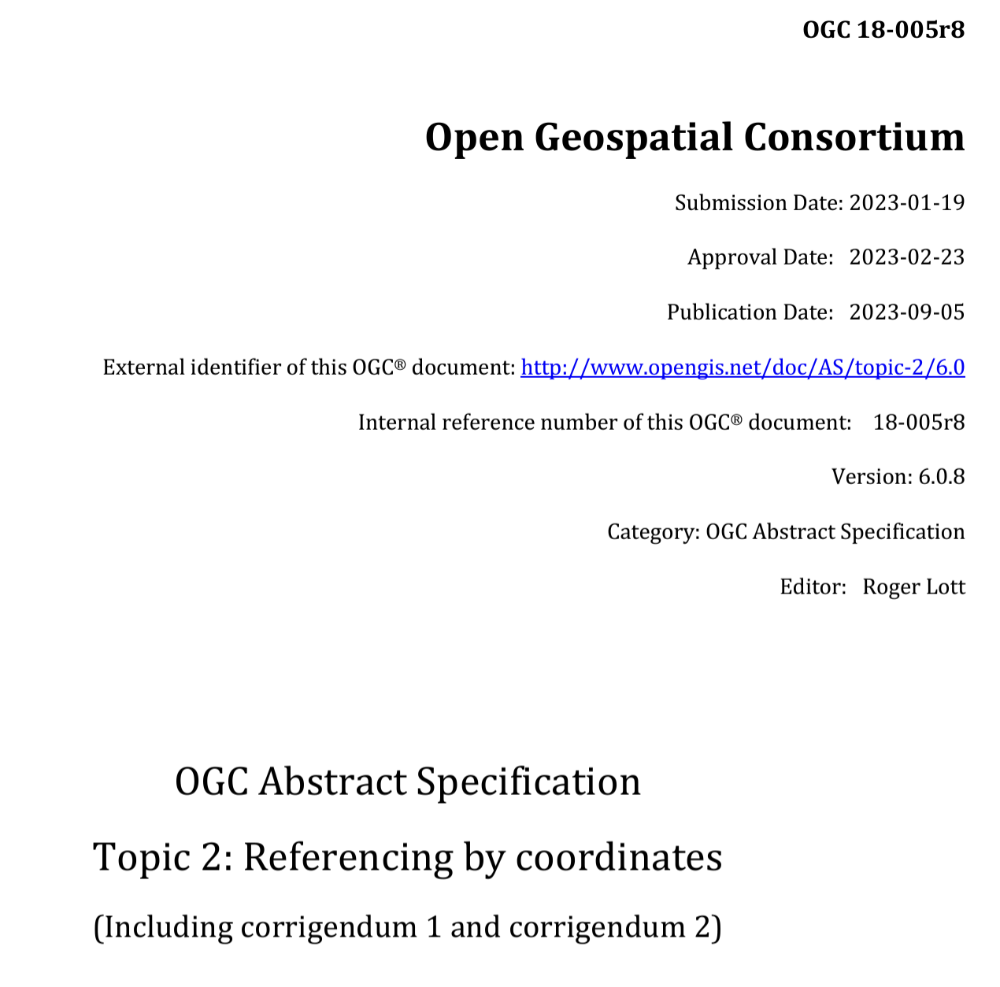 OGC 18-005r8
Open Geospatial Consortium
Submission Date: 2023-01-19
Approval Date: 2023-02-23
Publication Date: 2023-09-05
External identifier of this OGC® document: http://www.opengis.net/doc/AS/topic-2/6.0
Internal reference number of this OGC® document: 18-005r8
Version: 6.0.8
Category: OGC Abstract Specification
Editor: Roger Lott
OGC Abstract Specification
Topic 2: Referencing by coordinates
(Including corrigendum 1 and corrigendum 2)